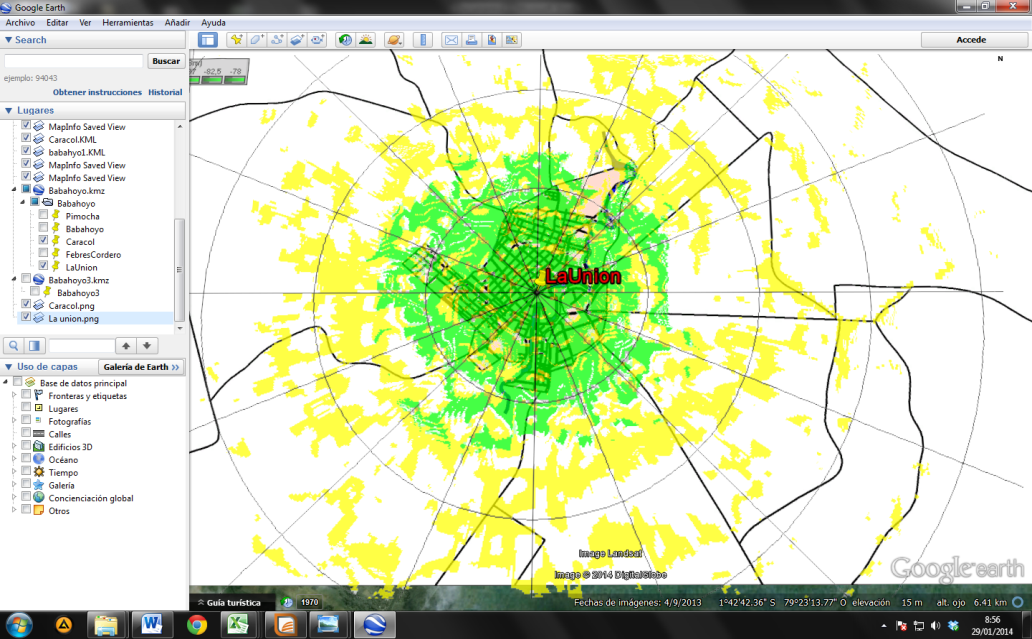 Google Earth
Archivo Editar Ver Herramientas Añadir Ayuda
Search
Buscar
ejemplo: 94043
Obtener instrucciones Historial
Lugares
MapInfo Saved View
Caracol.KML
babahyo1.KML
MapInfo Saved View
MapInfo Saved View
Babahoyo.kmz
Babahoyo
Pimocha
Babahoyo
Caracol
FebresCordero
LaUnion
Babahoyo3.kmz
Babahoyo3
Caracol.png
La union.png
Uso de capas
Galería de Earth >>
Base de datos principal
Fronteras y etiquetas
Lugares
Fotografías
Calles
Edificios 3D
Océano
Tiempo
Galería
Concienciación global
Otros
Accede
-82,5 -78
N
LaUnion
Image Landsat
Image © 2014 DigitalGlobe
Google earth
Guía turística
1970
Fechas de imágenes: 4/9/2013 1°42'42.36" S 79°23'13.77" O elevación 15 m alt. ojo 6.41 km
8:56
29/01/2014